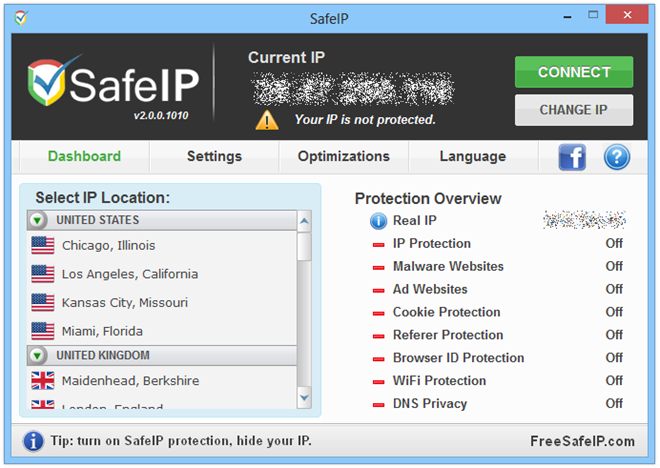 SafeIP
SafeIP
v2.0.0.1010
Current IP
Your IP is not protected.
CONNECT
CHANGE IP
Dashboard
Settings
Optimizations
Language
Select IP Location:
UNITED STATES
Chicago, Illinois
Los Angeles, California
Kansas City, Missouri
Miami, Florida
UNITED KINGDOM
Maidenhead, Berkshire
London, England
Protection Overview
Real IP
IP Protection Off
Malware Websites Off
Ad Websites Off
Cookie Protection Off
Referer Protection Off
Browser ID Protection Off
WiFi Protection Off
DNS Privacy Off
Tip: turn on SafeIP protection, hide your IP.
FreeSafeIP.com